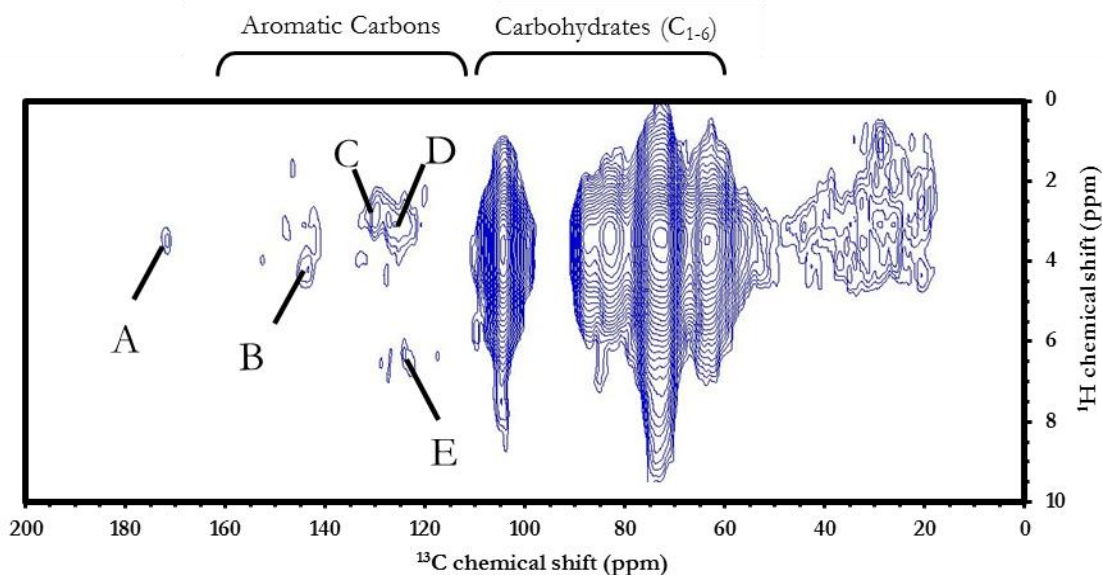 Aromatic Carbons
Carbohydrates (C1-6)
0
C
D
2
4
A
B
6
E
8
10
200
180
160
140
120
100
80
60
40
20
0
13C chemical shift (ppm)
1H chemical shift (ppm)